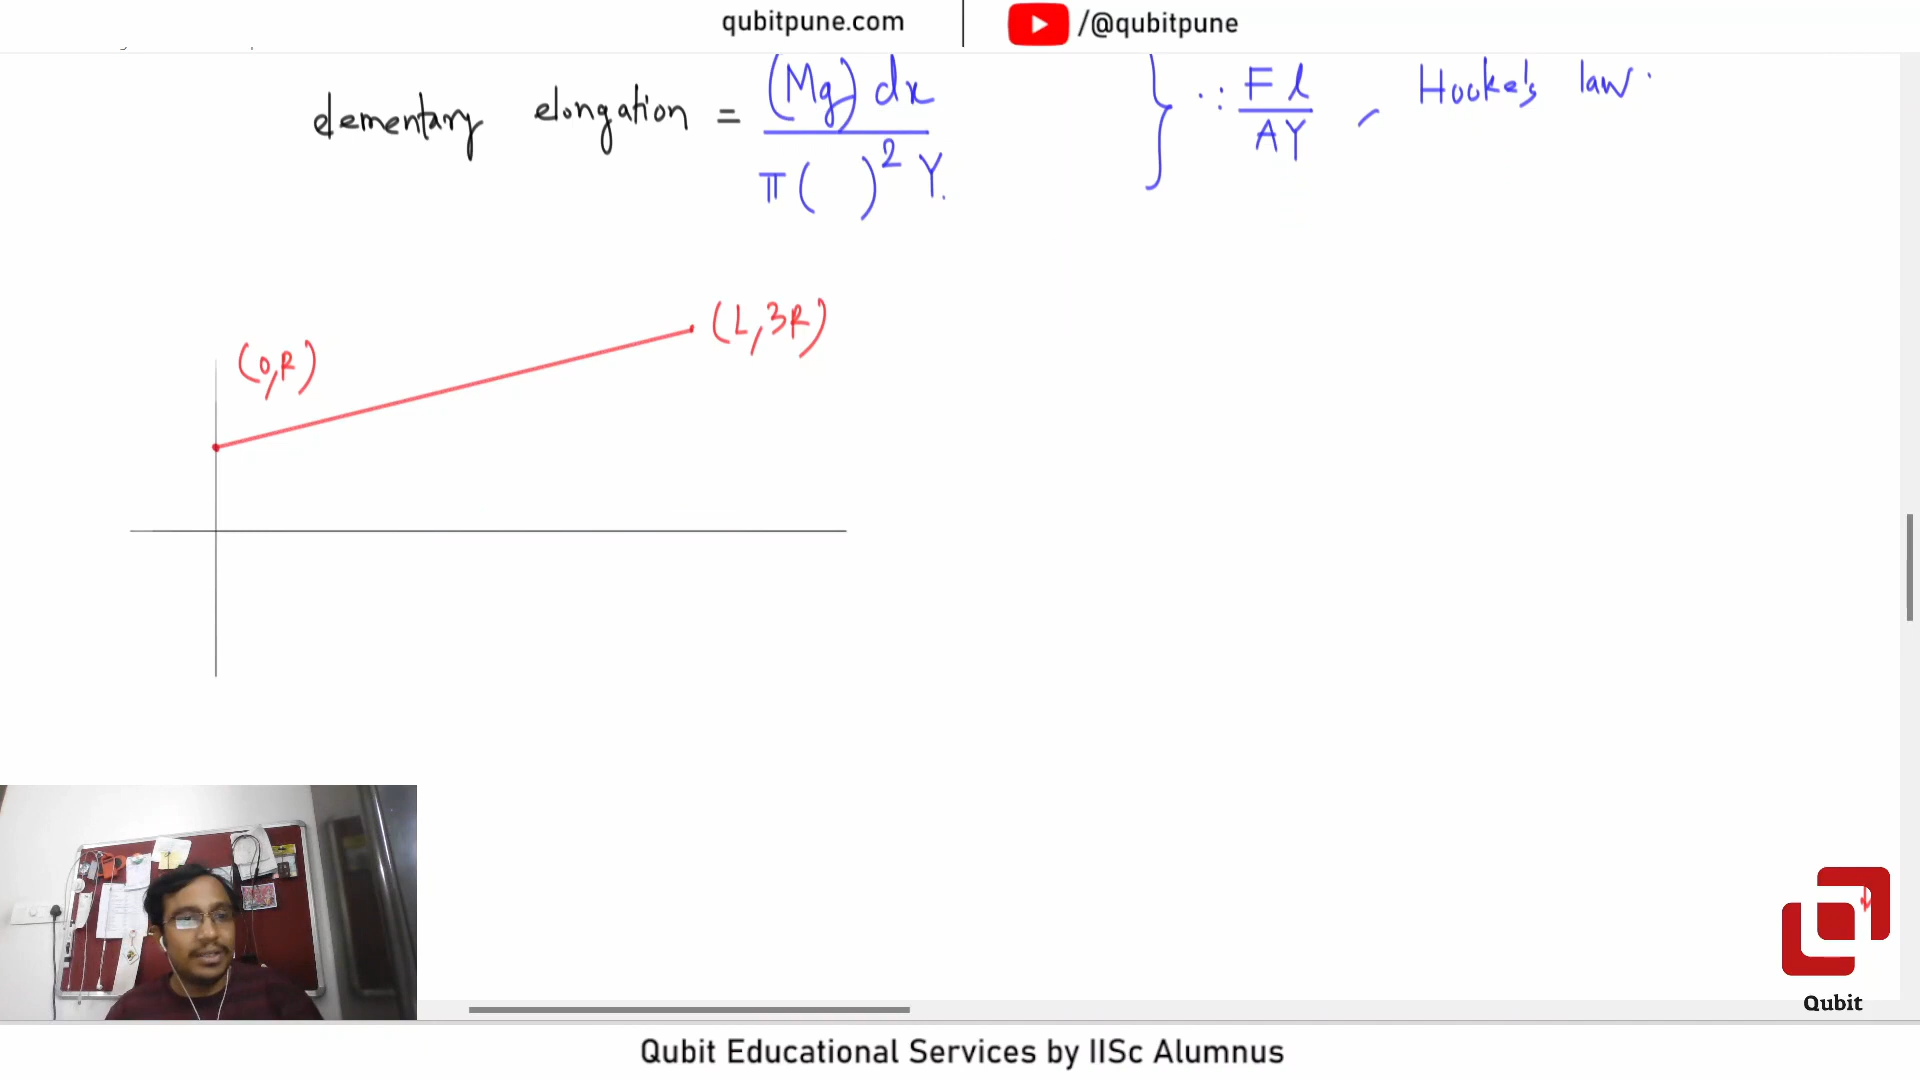 qubitpune.com | /@qubitpune
elementary elongation = (Mg) dx / π( )² Y. } ∵ Fl / AY , Hooke's law.
(0,R)
(L,3R)
Qubit
Qubit Educational Services by IISc Alumnus